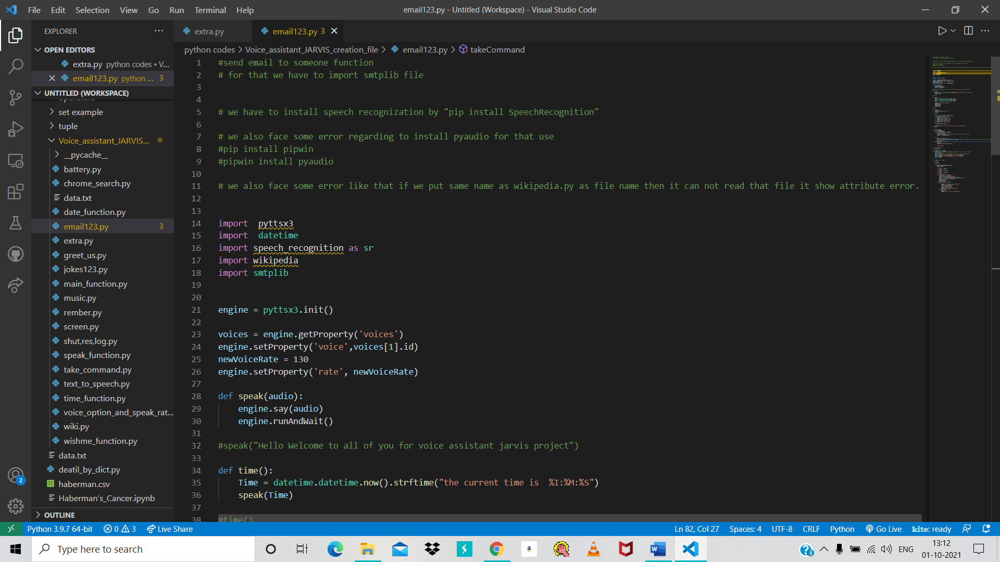 File Edit Selection View Go Run Terminal Help
email123.py - Untitled (Workspace) - Visual Studio Code
EXPLORER
extra.py
email123.py 3
OPEN EDITORS
extra.py python codes • V...
email123.py python ... 3
UNTITLED (WORKSPACE)
set example
tuple
Voice_assistant_JARVIS...
__pycache__
battery.py
chrome_search.py
data.txt
date_function.py
email123.py 3
extra.py
greet_us.py
jokes123.py
main_function.py
music.py
rember.py
screen.py
shut,res,log.py
speak_function.py
take_command.py
text_to_speech.py
time_function.py
voice_option_and_speak_rat...
wiki.py
wishme_function.py
data.txt
deatil_by_dict.py
haberman.csv
Haberman's_Cancer.ipynb
OUTLINE
python codes > Voice_assistant_JARVIS_creation_file > email123.py > takeCommand
1 #send email to someone function
2 # for that we have to import smtplib file
3
4
5 # we have to install speech recognization by "pip install SpeechRecognition"
6
7 # we also face some error regarding to install pyaudio for that use
8 #pip install pipwin
9 #pipwin install pyaudio
10
11 # we also face some error like that if we put same name as wikipedia.py as file name then it can not read that file it show attribute error.
12
13
14 import  pyttsx3
15 import  datetime
16 import speech_recognition as sr
17 import wikipedia
18 import smtplib
19
20
21 engine = pyttsx3.init()
22
23 voices = engine.getProperty('voices')
24 engine.setProperty('voice',voices[1].id)
25 newVoiceRate = 130
26 engine.setProperty('rate', newVoiceRate)
27
28 def speak(audio):
29     engine.say(audio)
30     engine.runAndWait()
31
32 #speak("Hello Welcome to all of you for voice assistant jarvis project")
33
34 def time():
35     Time = datetime.datetime.now().strftime("the current time is  %I:%M:%S")
36     speak(Time)
37
38 #time()
Python 3.9.7 64-bit 0 3 Live Share
Ln 82, Col 27 Spaces: 4 UTF-8 CRLF Python Go Live kite: ready
2
Type here to search
a
W
ENG
13:12
01-10-2021